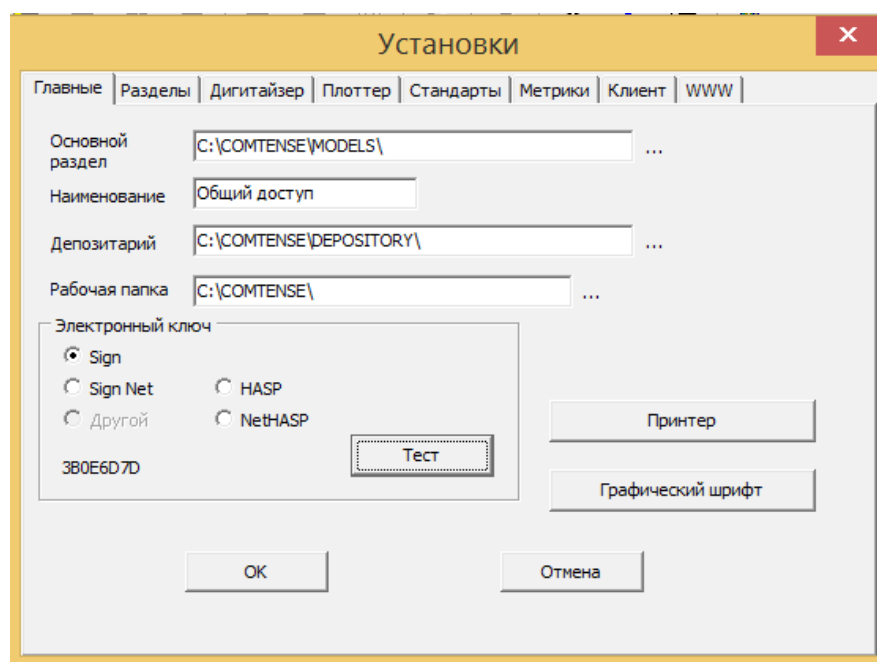 Установки
Главные Разделы Дигитайзер Плоттер Стандарты Метрики Клиент WWW
Основной
раздел
C:\COMTENSE\MODELS\ ...
Наименование Общий доступ
Депозитарий C:\COMTENSE\DEPOSITORY\ ...
Рабочая папка C:\COMTENSE\ ...
Электронный ключ
Sign
Sign Net HASP
Другой NetHASP
Принтер
3B0E6D7D Тест
Графический шрифт
OK Отмена